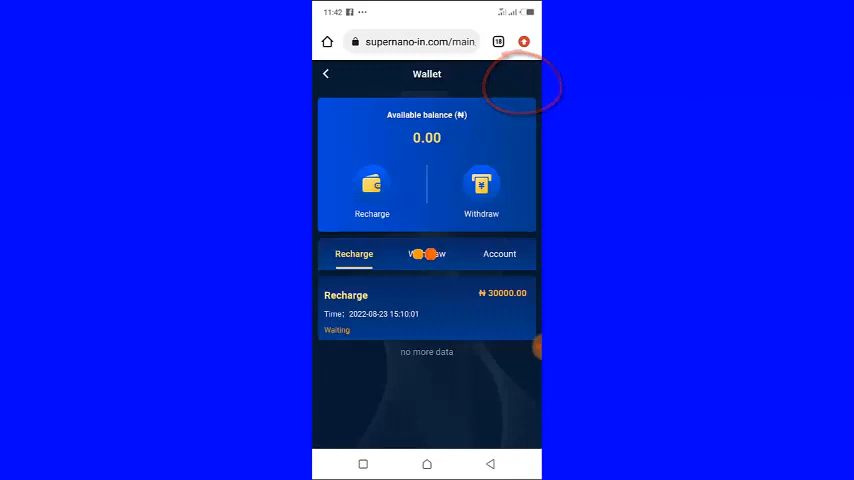 11:42
18
supernano-in.com/main_
Wallet
Available balance (₦)
0.00
¥
Recharge
Withdraw
Recharge
Account
Recharge
₦ 30000.00
Time: 2022-08-23 15:10.01
Waiting
no more data